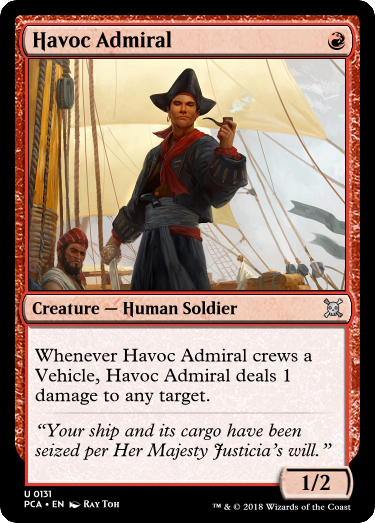 Havoc Admiral
Creature — Human Soldier
Whenever Havoc Admiral crews a
Vehicle, Havoc Admiral deals 1
damage to any target.
“Your ship and its cargo have been
seized per Her Majesty Justicia’s will.”
1/2
U 0131
PCA • EN Ray Toh
™ & © 2018 Wizards of the Coast